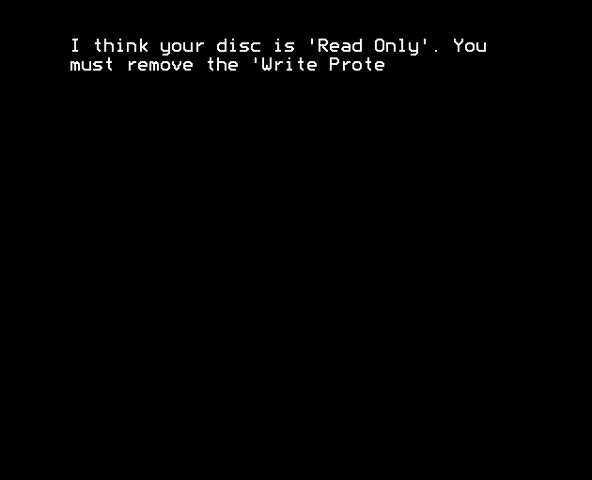 I think your disc is 'Read Only'. You
must remove the 'Write Prote